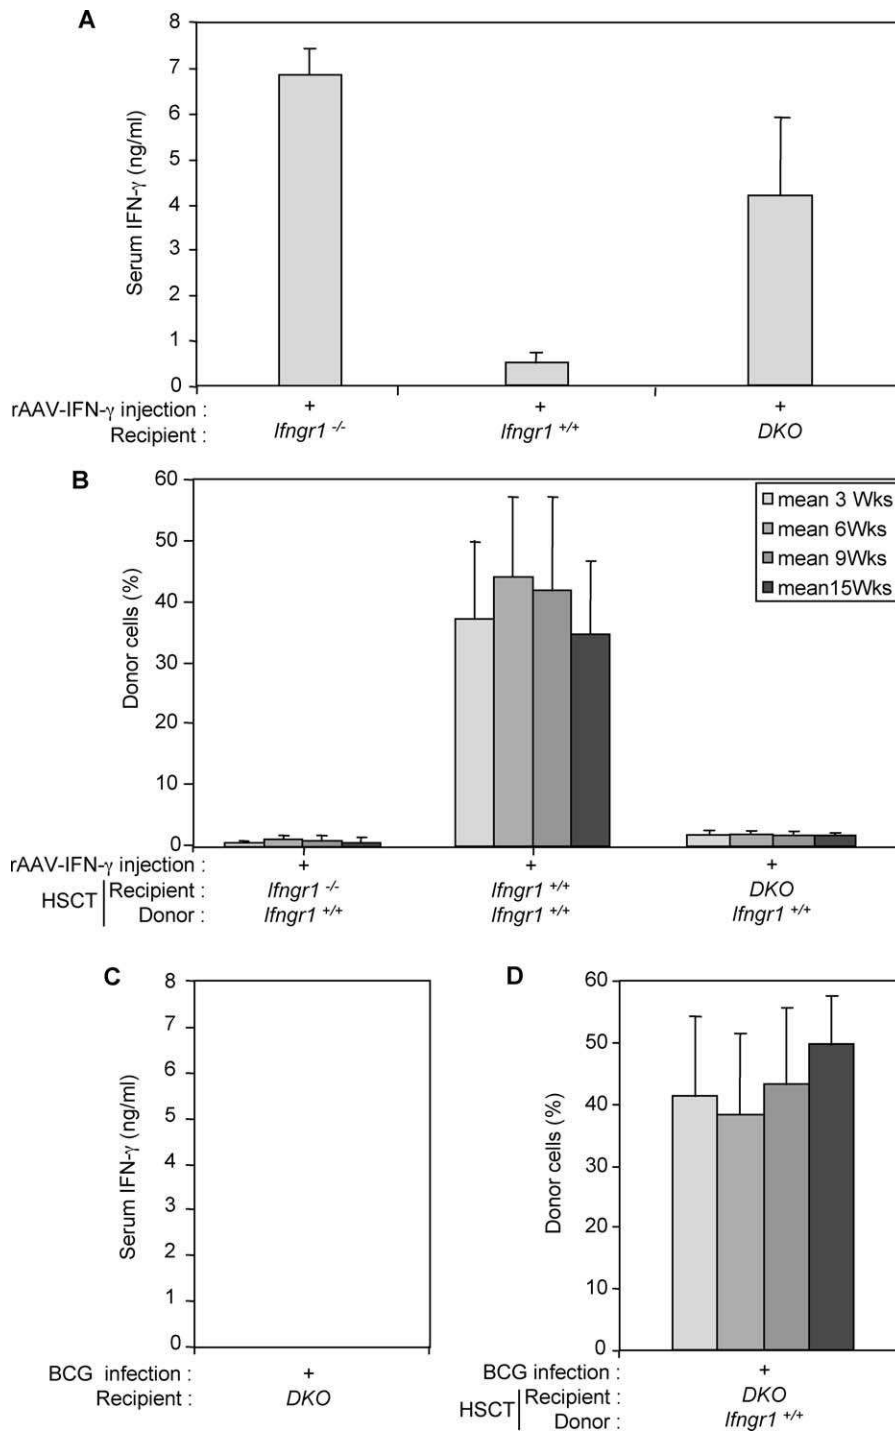 A
8
7
6
5
4
3
2
1
0
Serum IFN-γ (ng/ml)
rAAV-IFN-γ injection : + + +
Recipient : Ifngr1 -/- Ifngr1 +/+ DKO
B
60
50
40
30
20
10
0
Donor cells (%)
mean 3 Wks
mean 6Wks
mean 9Wks
mean15Wks
rAAV-IFN-γ injection : + + +
HSCT
Recipient : Ifngr1 -/- Ifngr1 +/+ DKO
Donor : Ifngr1 +/+ Ifngr1 +/+ Ifngr1 +/+
C
8
7
6
5
4
3
2
1
0
Serum IFN-γ (ng/ml)
BCG infection : +
Recipient : DKO
D
60
50
40
30
20
10
0
Donor cells (%)
BCG infection : +
HSCT
Recipient : DKO
Donor : Ifngr1 +/+